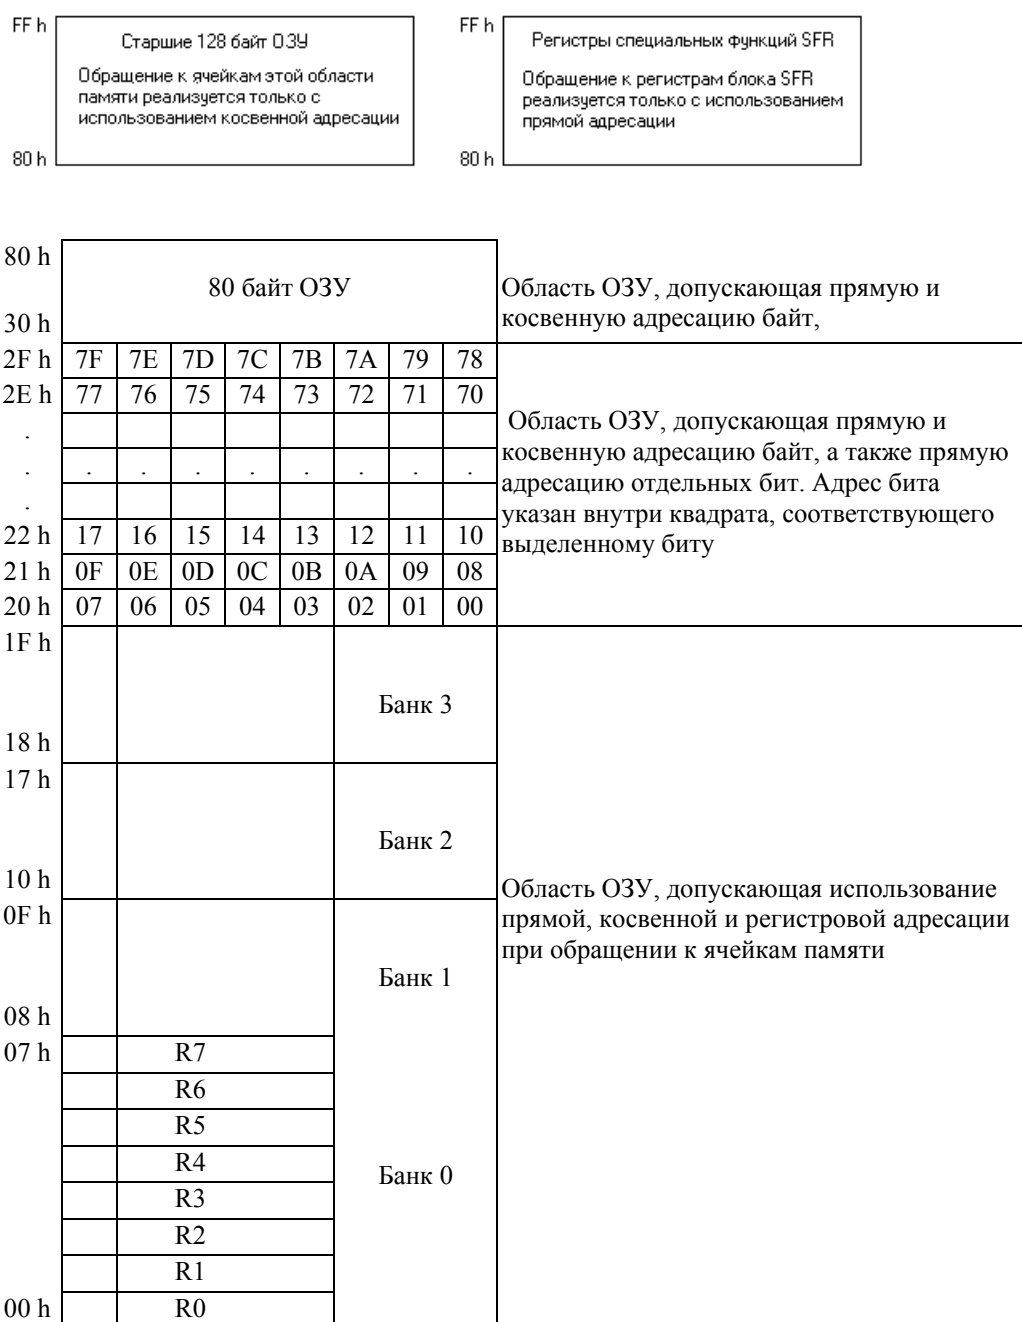 FF h
Старшие 128 байт ОЗУ
Обращение к ячейкам этой области
памяти реализуется только с
использованием косвенной адресации
80 h
FF h
Регистры специальных функций SFR
Обращение к регистрам блока SFR
реализуется только с использованием
прямой адресации
80 h
80 h
80 байт ОЗУ
30 h
Область ОЗУ, допускающая прямую и
косвенную адресацию байт,
2F h 7F 7E 7D 7C 7B 7A 79 78
2E h 77 76 75 74 73 72 71 70
.
. . . . . . . . .
.
22 h 17 16 15 14 13 12 11 10
21 h 0F 0E 0D 0C 0B 0A 09 08
20 h 07 06 05 04 03 02 01 00
Область ОЗУ, допускающая прямую и
косвенную адресацию байт, а также прямую
адресацию отдельных бит. Адрес бита
указан внутри квадрата, соответствующего
выделенному биту
1F h
Банк 3
18 h
17 h
Банк 2
10 h
0F h
Банк 1
08 h
07 h R7
R6
R5
R4
Банк 0
R3
R2
R1
00 h R0
Область ОЗУ, допускающая использование
прямой, косвенной и регистровой адресации
при обращении к ячейкам памяти